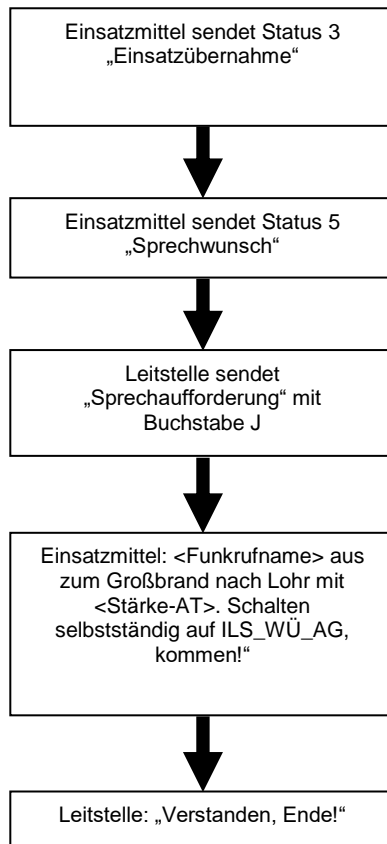 Einsatzmittel sendet Status 3
„Einsatzübernahme“
Einsatzmittel sendet Status 5
„Sprechwunsch“
Leitstelle sendet
„Sprechaufforderung“ mit
Buchstabe J
Einsatzmittel: <Funkrufname> aus
zum Großbrand nach Lohr mit
<Stärke-AT>. Schalten
selbstständig auf ILS_WÜ_AG,
kommen!“
Leitstelle: „Verstanden, Ende!“